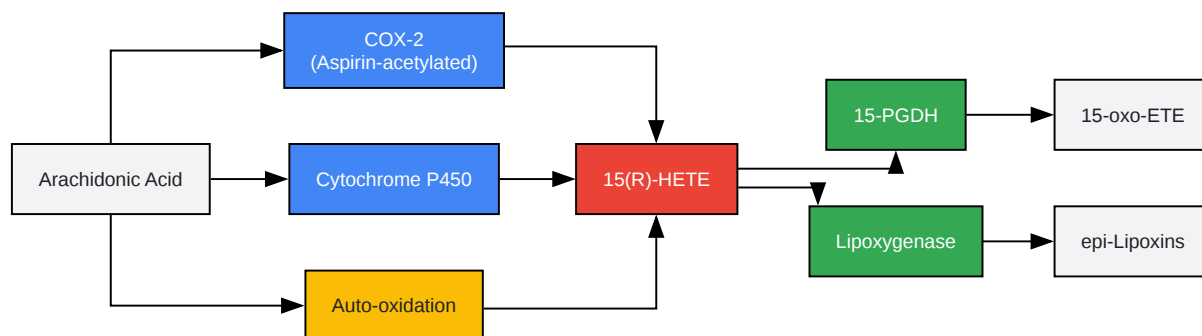 COX-2
(Aspirin-acetylated)
15-PGDH
15-oxo-ETE
Arachidonic Acid
Cytochrome P450
15(R)-HETE
Lipoxygenase
epi-Lipoxins
Auto-oxidation